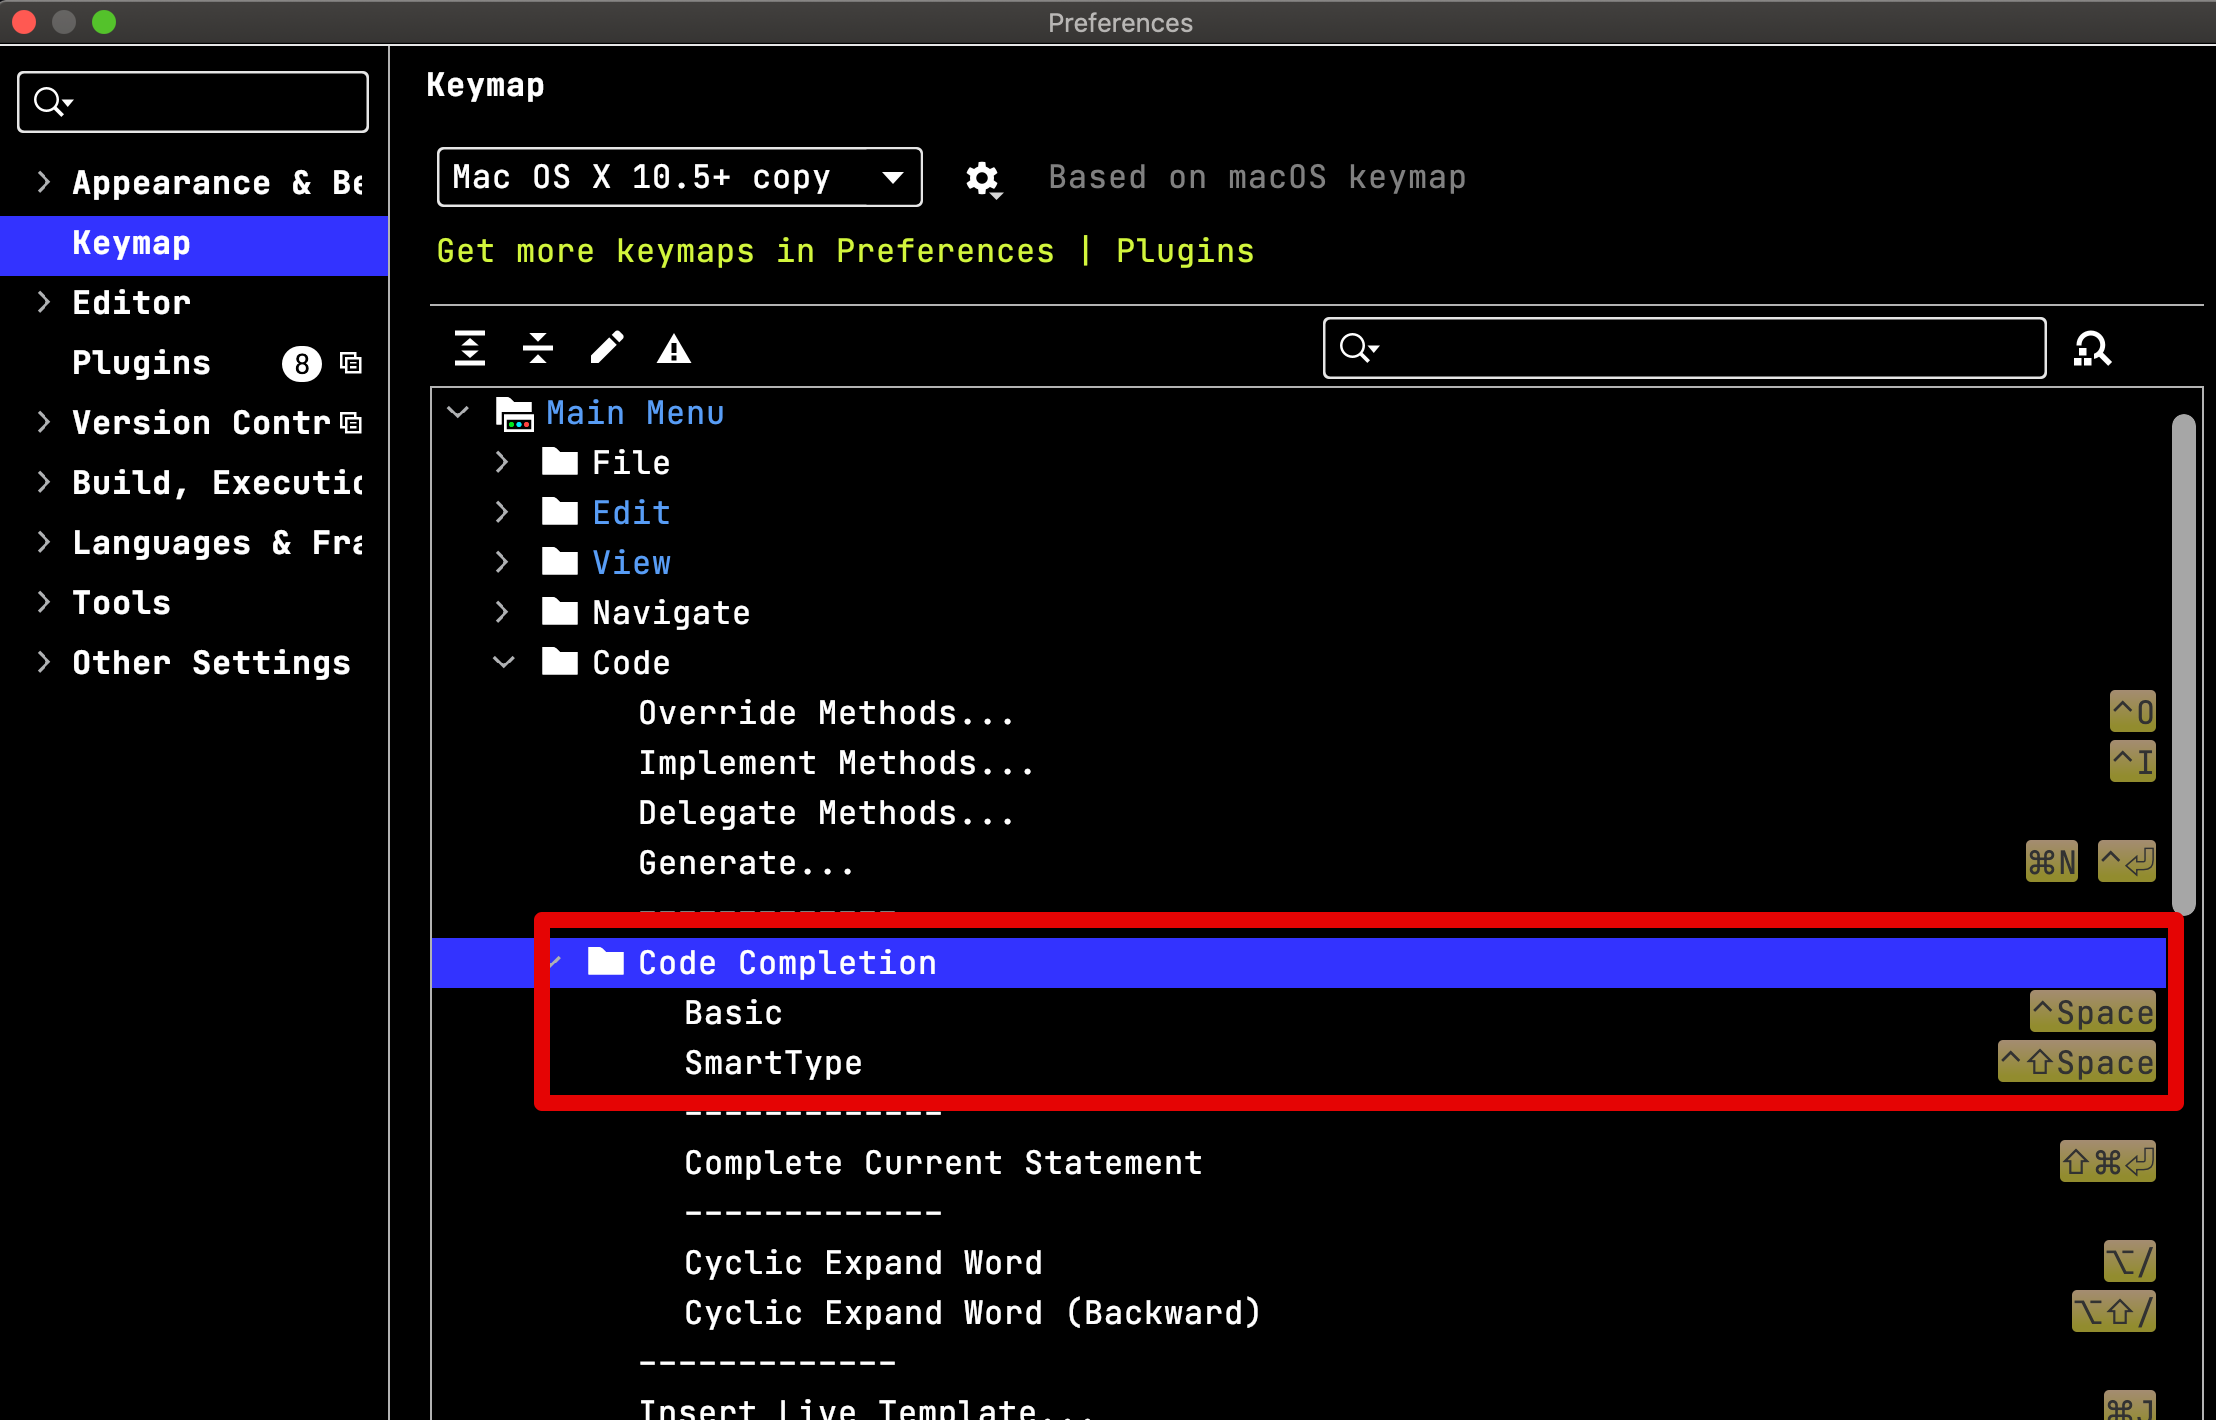 Preferences
Appearance & Be
Keymap
Editor
Plugins 8
Version Contr
Build, Executio
Languages & Fra
Tools
Other Settings
Keymap
Mac OS X 10.5+ copy Based on macOS keymap
Get more keymaps in Preferences | Plugins
Main Menu
File
Edit
View
Navigate
Code
Override Methods... ^O
Implement Methods... ^I
Delegate Methods...
Generate... ⌘N ^⏎
-------------
Code Completion
Basic ^Space
SmartType ^⇧Space
-------------
Complete Current Statement ⇧⌘⏎
-------------
Cyclic Expand Word ⌥/
Cyclic Expand Word (Backward) ⌥⇧/
-------------
Insert Live Template... ⌘J